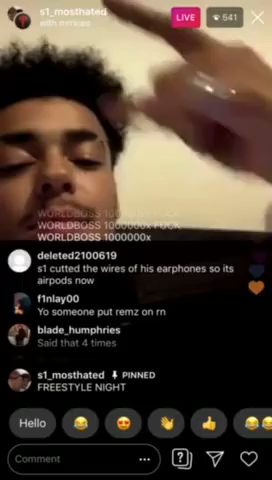 s1_mosthated
LIVE
541
WORLDBOSS 1000000x FUCK
WORLDBOSS 1000000x FUCK
WORLDBOSS 1000000x
deleted2100619
s1 cutted the wires of his earphones so its
airpods now
f1nlay00
Yo someone put remz on rn
blade_humphries
Said that 4 times
s1_mosthated PINNED
FREESTYLE NIGHT
Hello
Comment